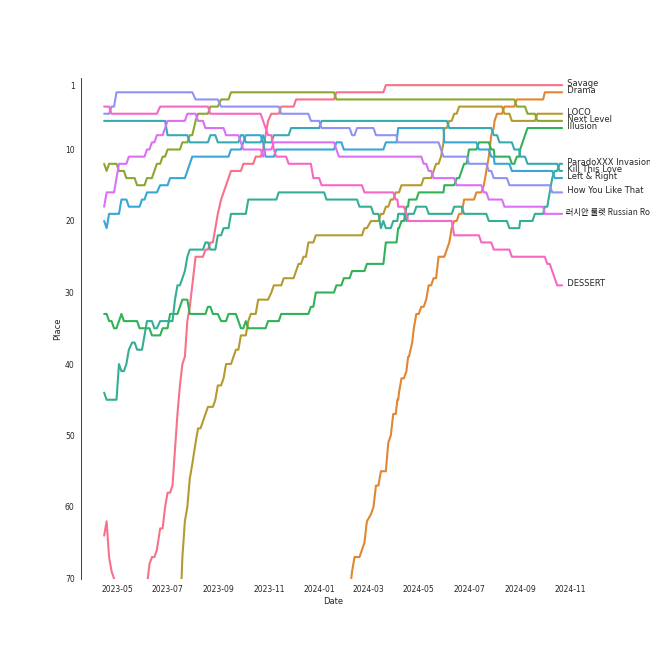 1
10
20
30
40
50
60
70
Place
2023-05
2023-07
2023-09
2023-11
2024-01
2024-03
2024-05
2024-07
2024-09
2024-11
Date
Savage
Drama
LOCO
Next Level
Illusion
ParadoXXX Invasion
Kill This Love
Left & Right
How You Like That
러시안 룰렛 Russian Ro
DESSERT